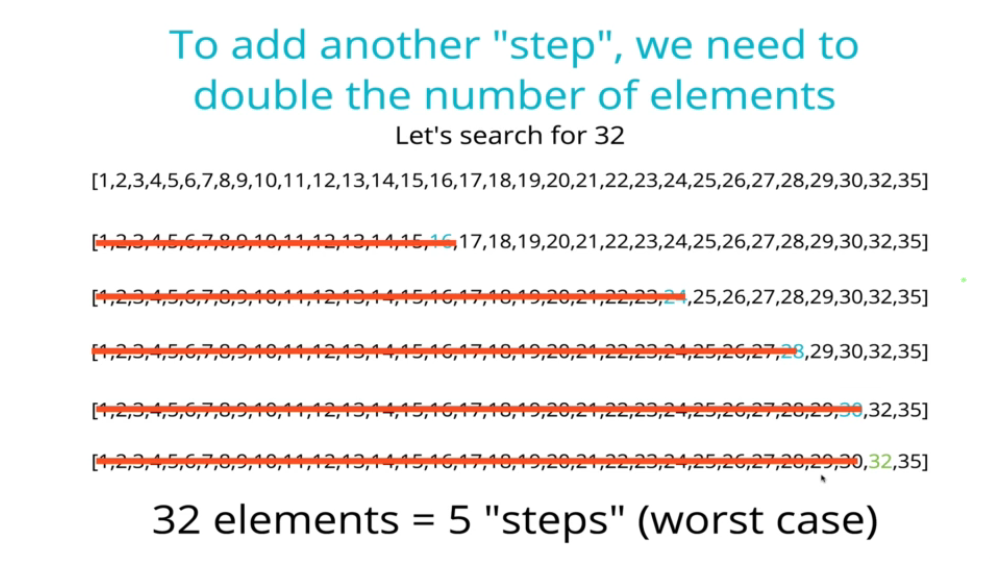 To add another "step", we need to
double the number of elements
Let's search for 32
[1,2,3,4,5,6,7,8,9,10,11,12,13,14,15,16,17,18,19,20,21,22,23,24,25,26,27,28,29,30,32,35]
[1,2,3,4,5,6,7,8,9,10,11,12,13,14,15,16,17,18,19,20,21,22,23,24,25,26,27,28,29,30,32,35]
[1,2,3,4,5,6,7,8,9,10,11,12,13,14,15,16,17,18,19,20,21,22,23,24,25,26,27,28,29,30,32,35]
[1,2,3,4,5,6,7,8,9,10,11,12,13,14,15,16,17,18,19,20,21,22,23,24,25,26,27,28,29,30,32,35]
[1,2,3,4,5,6,7,8,9,10,11,12,13,14,15,16,17,18,19,20,21,22,23,24,25,26,27,28,29,30,32,35]
[1,2,3,4,5,6,7,8,9,10,11,12,13,14,15,16,17,18,19,20,21,22,23,24,25,26,27,28,29,30,32,35]
32 elements = 5 "steps" (worst case)